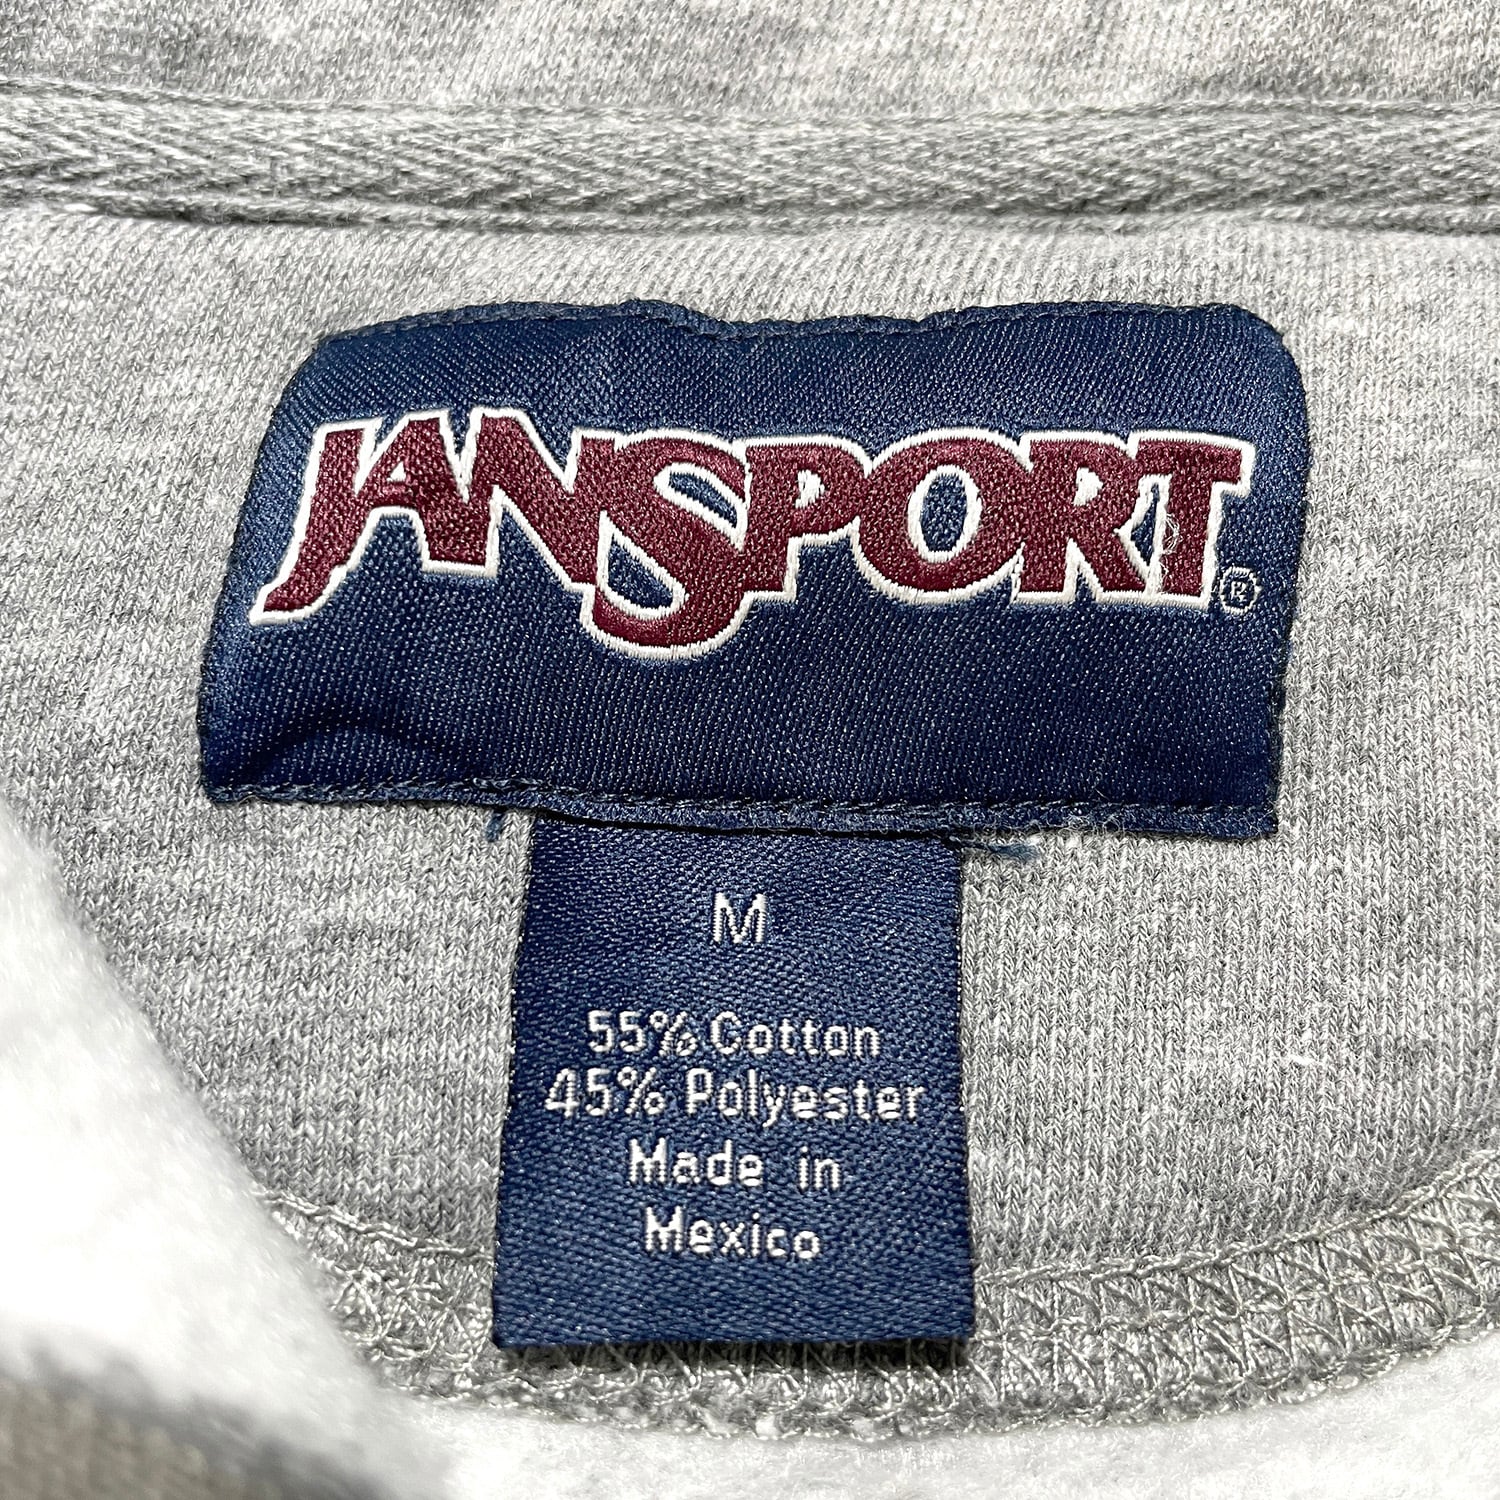 JANSPORT®
M
55% Cotton
45% Polyester
Made in
Mexico